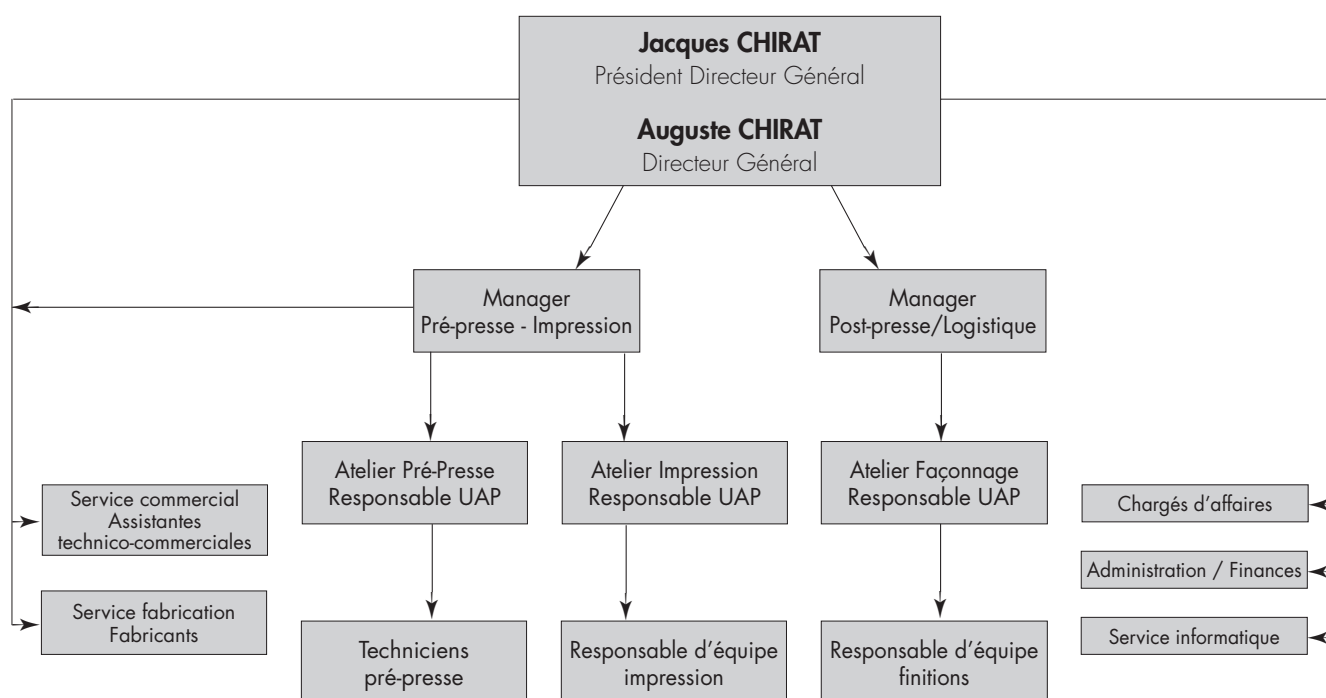 Jacques CHIRAT
Président Directeur Général
Auguste CHIRAT
Directeur Général
Manager
Pré-presse - Impression
Manager
Post-presse/Logistique
Atelier Pré-Presse
Responsable UAP
Atelier Impression
Responsable UAP
Atelier Façonnage
Responsable UAP
Service commercial
Assistantes
technico-commerciales
Chargés d'affaires
Administration / Finances
Service fabrication
Fabricants
Techniciens
pré-presse
Responsable d'équipe
impression
Responsable d'équipe
finitions
Service informatique